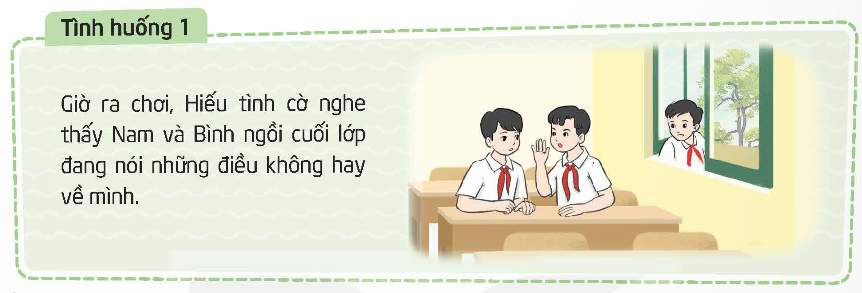 Tình huống 1
Giờ ra chơi, Hiếu tình cờ nghe
thấy Nam và Bình ngồi cuối lớp
đang nói những điều không hay
về mình.